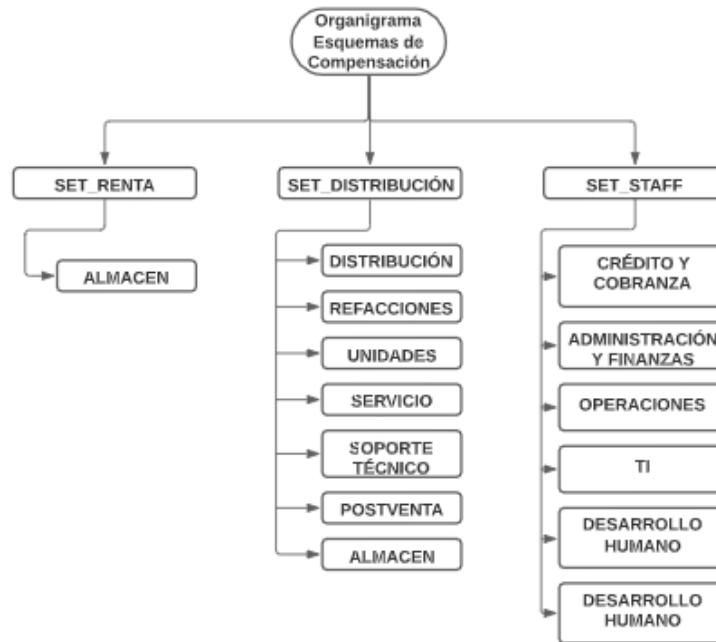 Organigrama
Esquemas de
Compensación
SET_RENTA
ALMACEN
SET_DISTRIBUCIÓN
DISTRIBUCIÓN
REFACCIONES
UNIDADES
SERVICIO
SOPORTE
TÉCNICO
POSTVENTA
ALMACEN
SET_STAFF
CRÉDITO Y
COBRANZA
ADMINISTRACIÓN
Y FINANZAS
OPERACIONES
TI
DESARROLLO
HUMANO
DESARROLLO
HUMANO